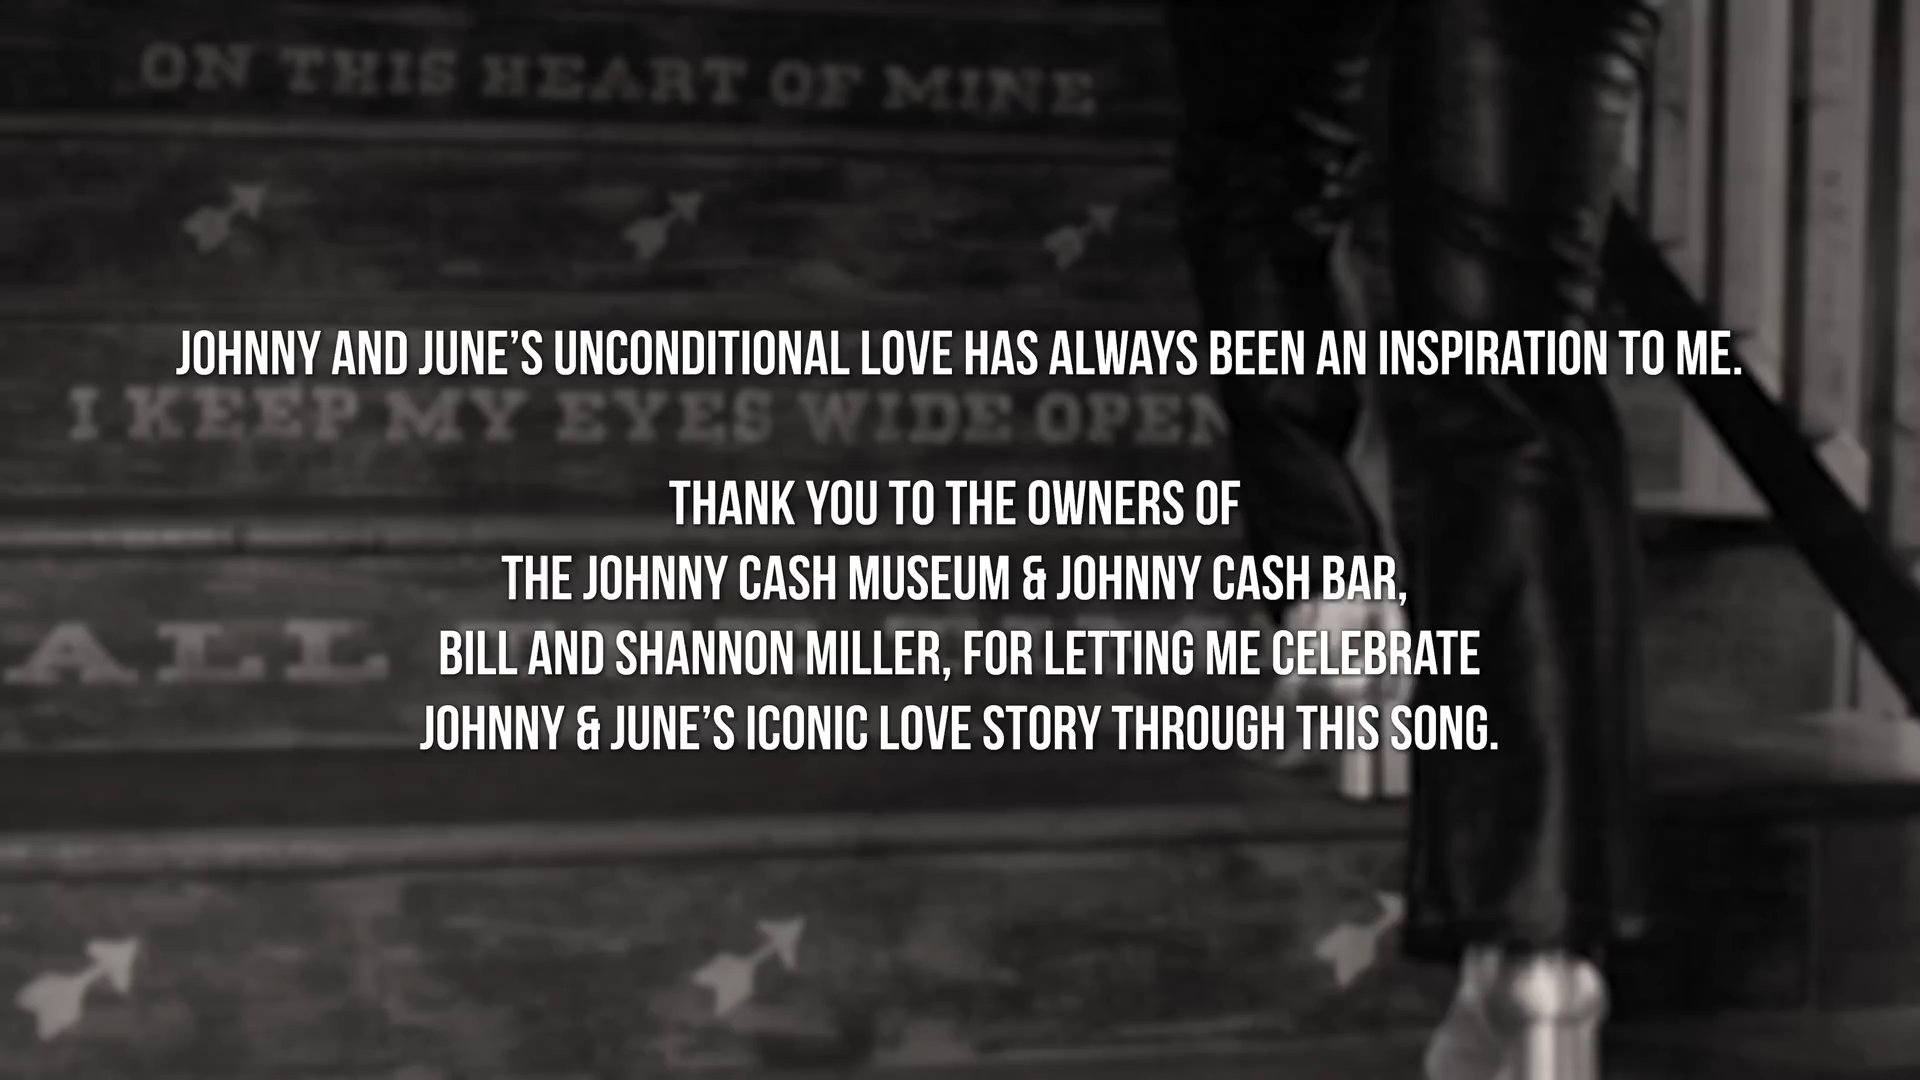 ON THIS HEART OF MINE
JOHNNY AND JUNE’S UNCONDITIONAL LOVE HAS ALWAYS BEEN AN INSPIRATION TO ME.
I KEEP MY EYES WIDE OPEN
THANK YOU TO THE OWNERS OF
THE JOHNNY CASH MUSEUM & JOHNNY CASH BAR,
BILL AND SHANNON MILLER, FOR LETTING ME CELEBRATE
ALL
JOHNNY & JUNE’S ICONIC LOVE STORY THROUGH THIS SONG.